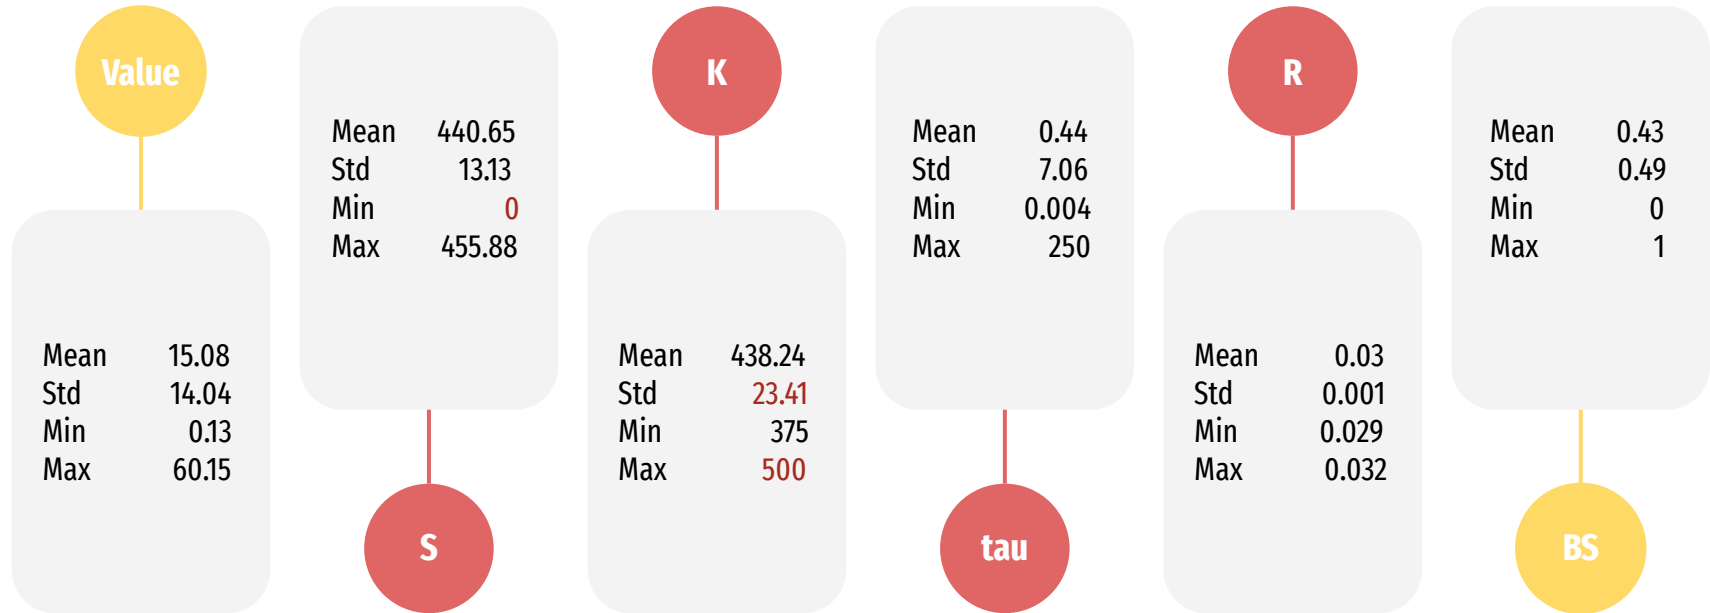 Value
Mean 15.08
Std 14.04
Min 0.13
Max 60.15
Mean 440.65
Std 13.13
Min 0
Max 455.88
S
K
Mean 438.24
Std 23.41
Min 375
Max 500
Mean 0.44
Std 7.06
Min 0.004
Max 250
tau
R
Mean 0.03
Std 0.001
Min 0.029
Max 0.032
Mean 0.43
Std 0.49
Min 0
Max 1
BS